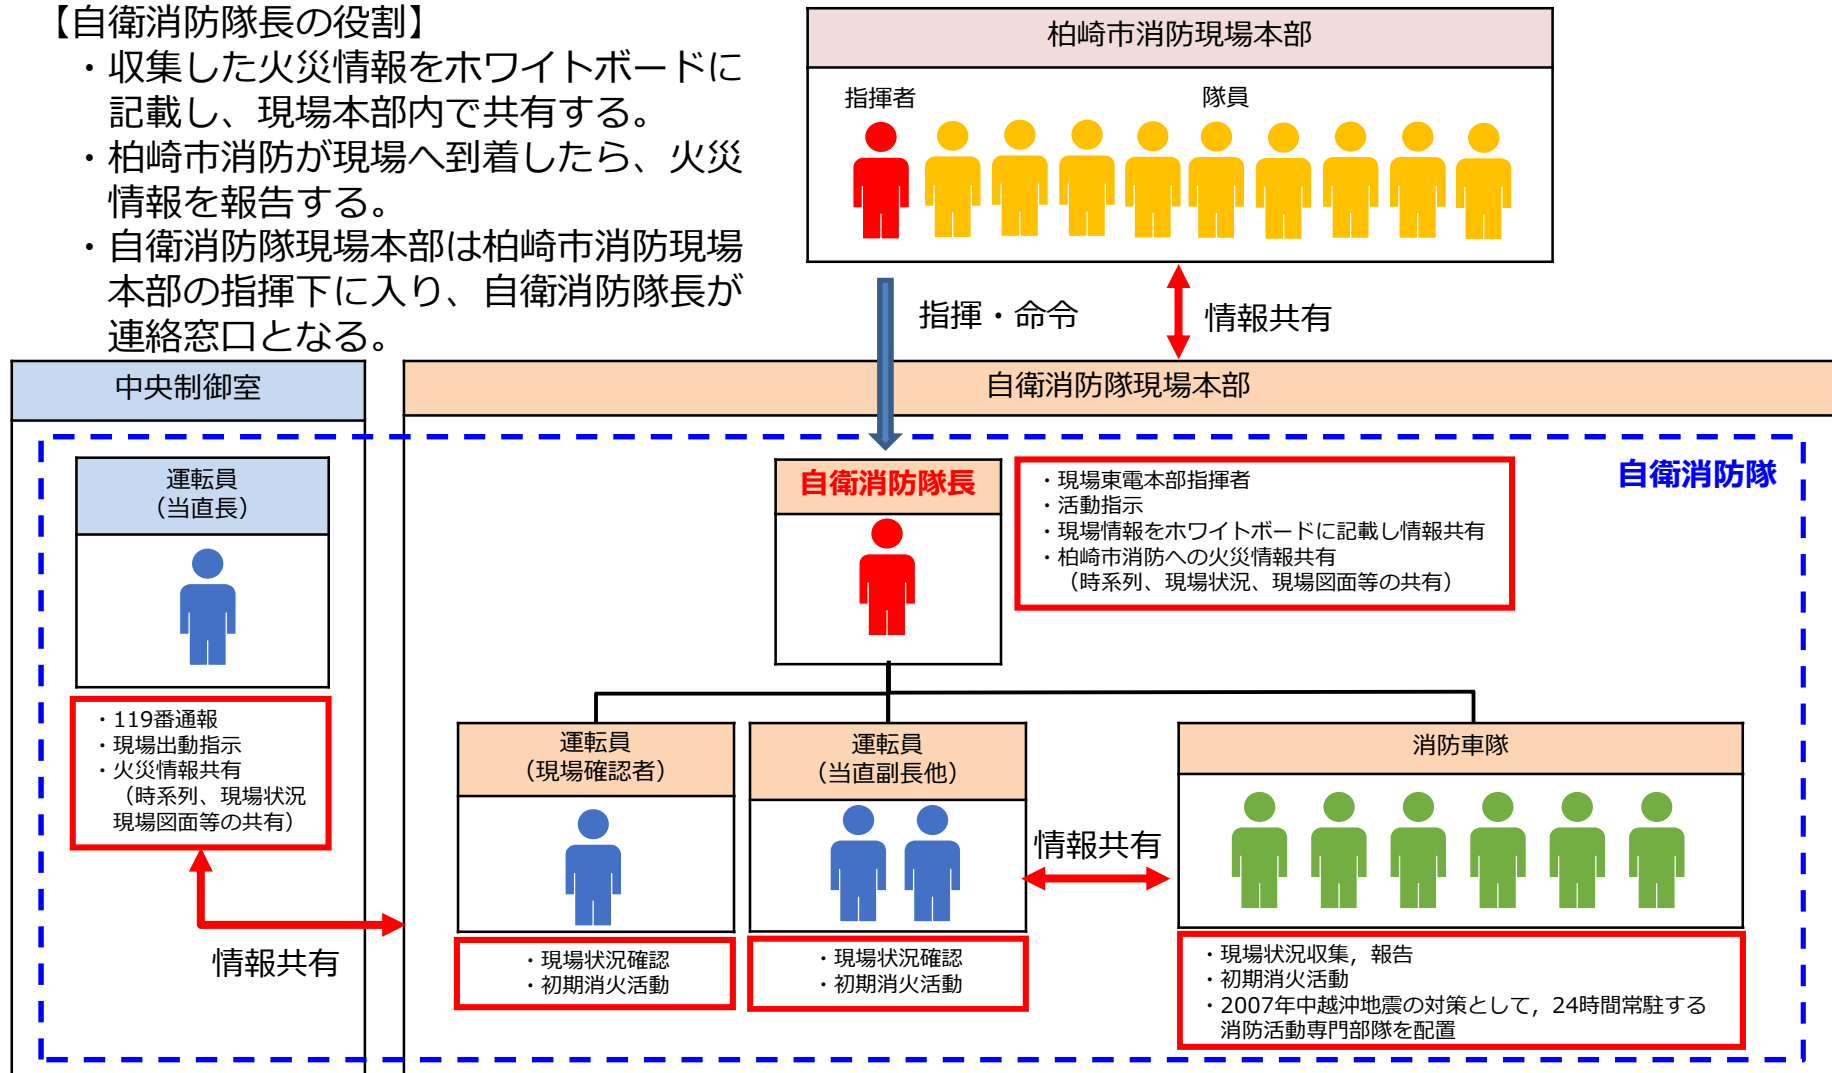 【自衛消防隊長の役割】
・収集した火災情報をホワイトボードに
記載し、現場本部内で共有する。
・柏崎市消防が現場へ到着したら、火災
情報を報告する。
・自衛消防隊現場本部は柏崎市消防現場
本部の指揮下に入り、自衛消防隊長が
連絡窓口となる。
柏崎市消防現場本部
指揮者
隊員
指揮・命令
情報共有
中央制御室
自衛消防隊現場本部
自衛消防隊
運転員
（当直長）
・119番通報
・現場出動指示
・火災情報共有
（時系列、現場状況
現場図面等の共有）
情報共有
自衛消防隊長
・現場東電本部指揮者
・活動指示
・現場情報をホワイトボードに記載し情報共有
・柏崎市消防への火災情報共有
（時系列、現場状況、現場図面等の共有）
運転員
（現場確認者）
・現場状況確認
・初期消火活動
運転員
（当直副長他）
・現場状況確認
・初期消火活動
情報共有
消防車隊
・現場状況収集，報告
・初期消火活動
・2007年中越沖地震の対策として，24時間常駐する
消防活動専門部隊を配置